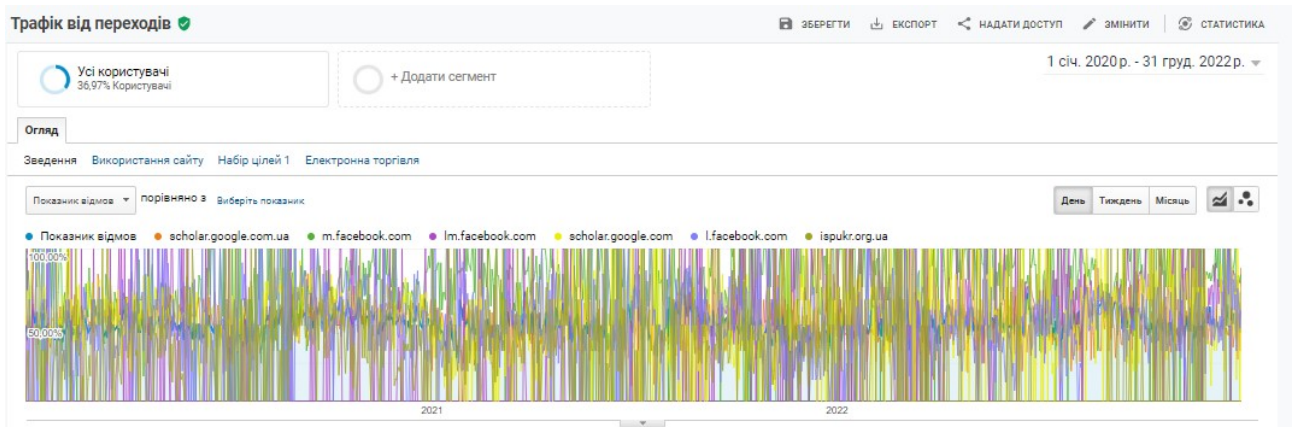 Трафік від переходів
ЗБЕРЕГТИ ЕКСПОРТ НАДАТИ ДОСТУП ЗМІНИТИ СТАТИСТИКА
Усі користувачі
36,97% Користувачі
+ Додати сегмент
1 січ. 2020 р. - 31 груд. 2022 р.
Огляд
Зведення Використання сайту Набір цілей 1 Електронна торгівля
Показник відмов порівняно з Виберіть показник
День Тиждень Місяць
Показник відмов scholar.google.com.ua m.facebook.com lm.facebook.com scholar.google.com l.facebook.com ispukr.org.ua
100,00%
50,00%
2021 2022